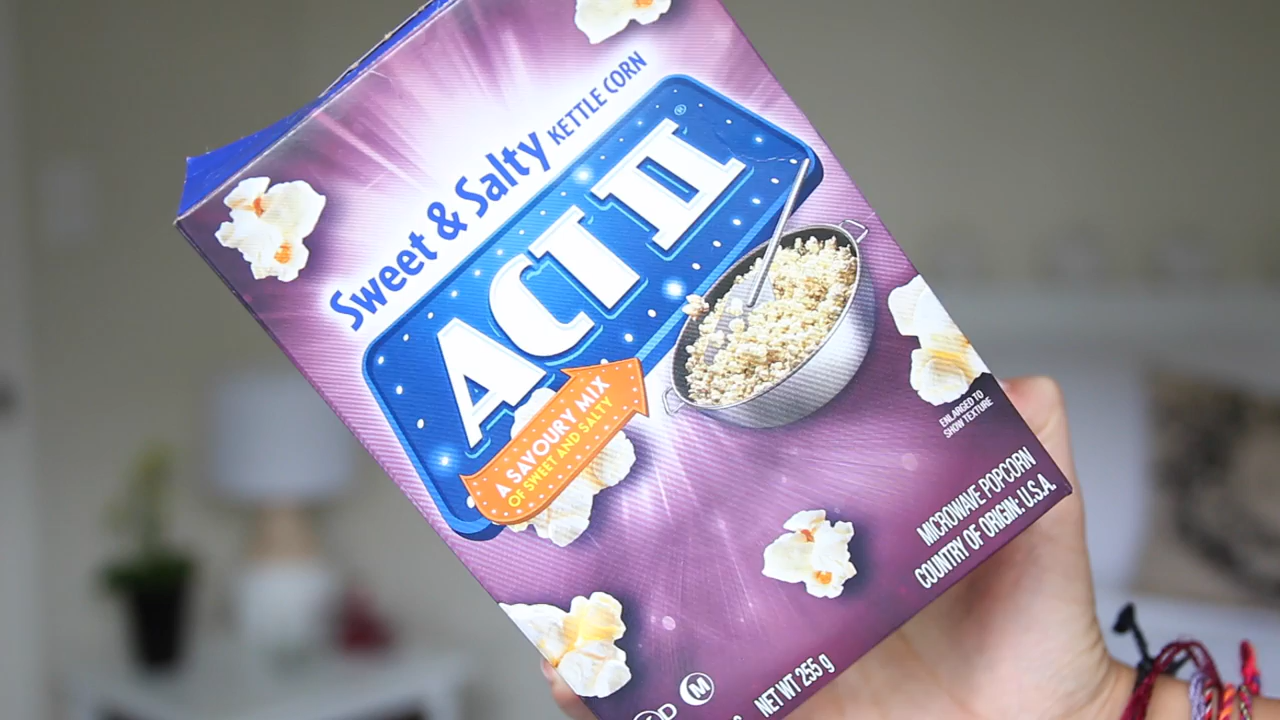 Sweet & Salty KETTLE CORN
ACT II®
A SAVOURY MIX
OF SWEET AND SALTY
ENLARGED TO
SHOW TEXTURE
MICROWAVE POPCORN
COUNTRY OF ORIGIN: U.S.A.
D M NET WT 255 g